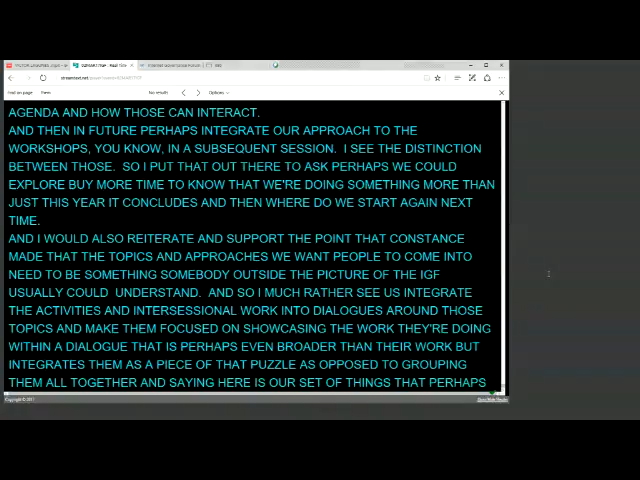 Find on page
No results
Options
AGENDA AND HOW THOSE CAN INTERACT.
AND THEN IN FUTURE PERHAPS INTEGRATE OUR APPROACH TO THE
WORKSHOPS, YOU KNOW, IN A SUBSEQUENT SESSION.  I SEE THE DISTINCTION
BETWEEN THOSE.  SO I PUT THAT OUT THERE TO ASK PERHAPS WE COULD
EXPLORE BUY MORE TIME TO KNOW THAT WE'RE DOING SOMETHING MORE THAN
JUST THIS YEAR IT CONCLUDES AND THEN WHERE DO WE START AGAIN NEXT
TIME.
AND I WOULD ALSO REITERATE AND SUPPORT THE POINT THAT CONSTANCE
MADE THAT THE TOPICS AND APPROACHES WE WANT PEOPLE TO COME INTO
NEED TO BE SOMETHING SOMEBODY OUTSIDE THE PICTURE OF THE IGF
USUALLY COULD  UNDERSTAND.  AND SO I MUCH RATHER SEE US INTEGRATE
THE ACTIVITIES AND INTERSESSIONAL WORK INTO DIALOGUES AROUND THOSE
TOPICS AND MAKE THEM FOCUSED ON SHOWCASING THE WORK THEY'RE DOING
WITHIN A DIALOGUE THAT IS PERHAPS EVEN BROADER THAN THEIR WORK BUT
INTEGRATES THEM AS A PIECE OF THAT PUZZLE AS OPPOSED TO GROUPING
THEM ALL TOGETHER AND SAYING HERE IS OUR SET OF THINGS THAT PERHAPS